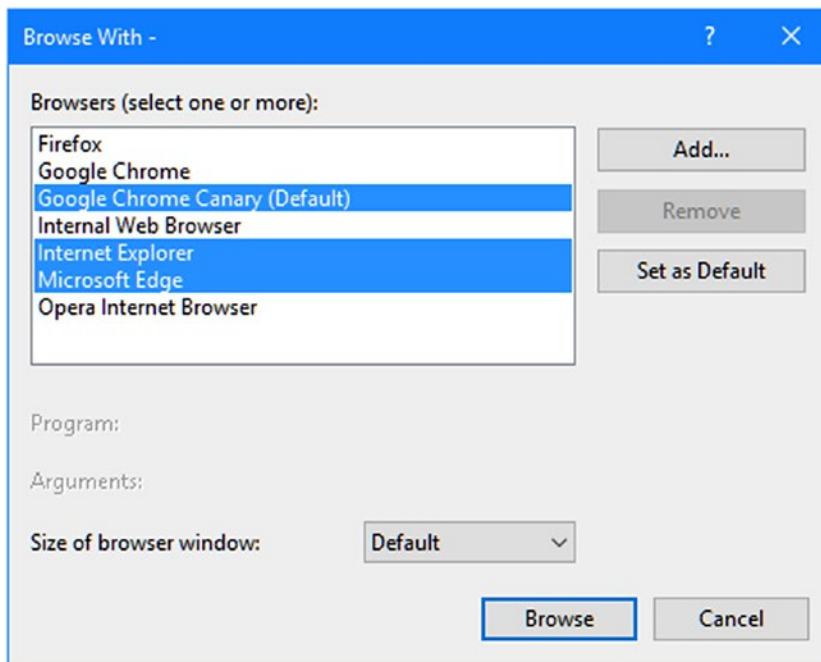 Browse With -
?
Browsers (select one or more):
Firefox
Google Chrome
Google Chrome Canary (Default)
Internal Web Browser
Internet Explorer
Microsoft Edge
Opera Internet Browser
Add...
Remove
Set as Default
Program:
Arguments:
Size of browser window:
Default
Browse
Cancel